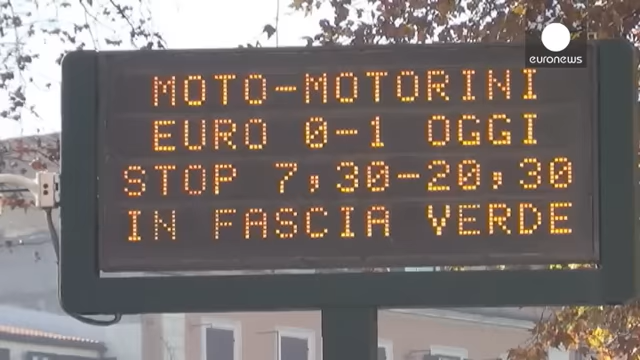 euronews
MOTO-MOTORINI
EURO 0-1 OGGI
STOP 7,30-20,30
IN FASCIA VERDE